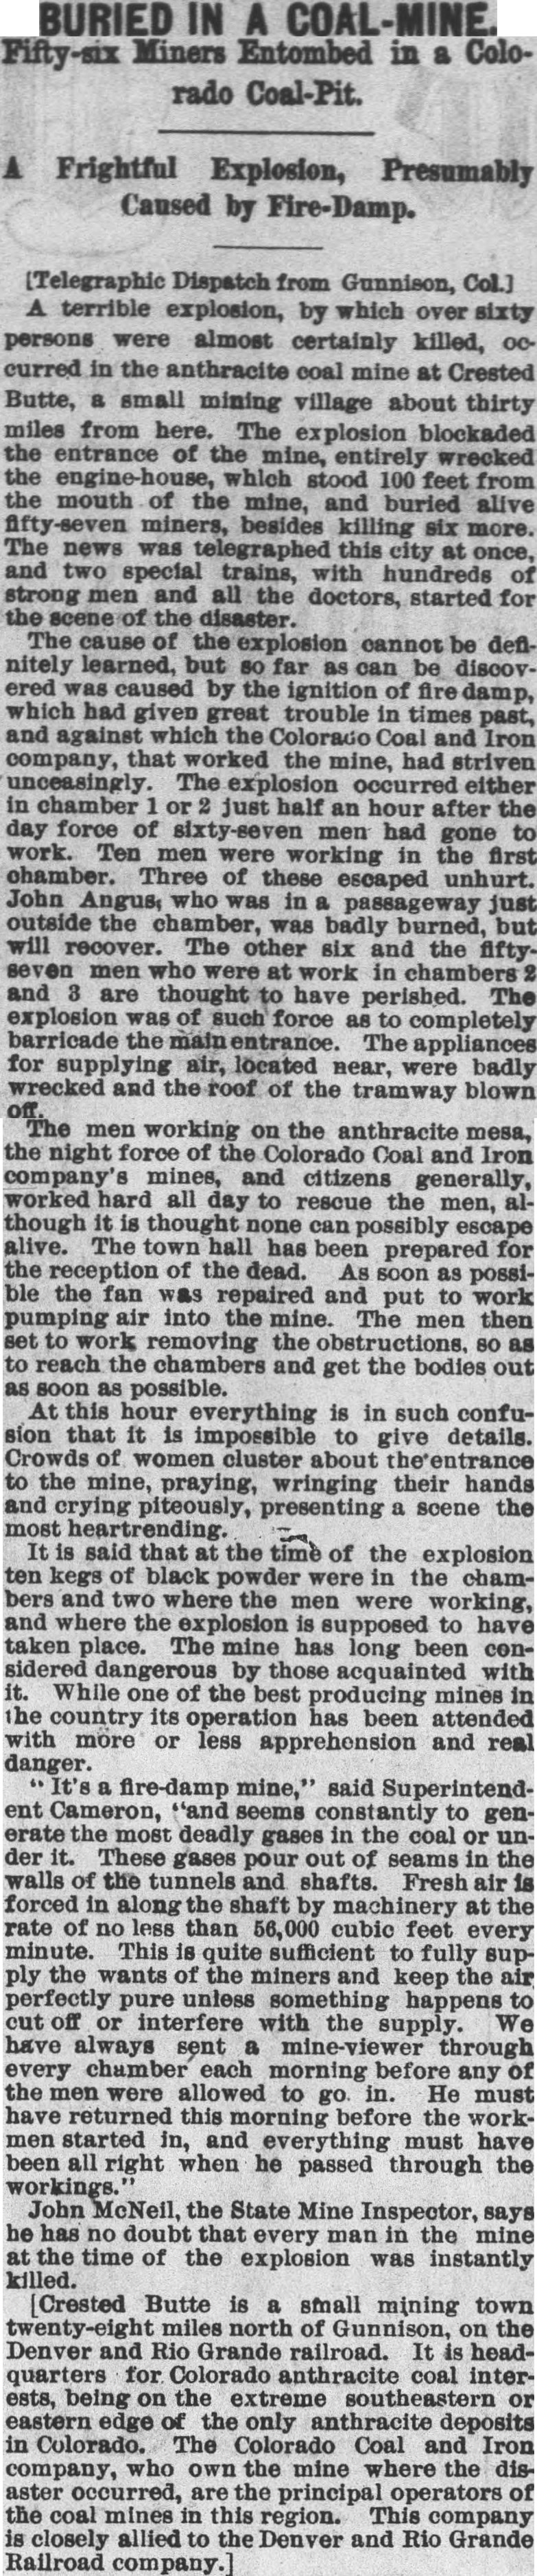 BURIED IN A COAL-MINE.
Fifty-six Miners Entombed in a Colo-
rado Coal-Pit.
A Frightful Explosion, Presumably
Caused by Fire-Damp.
[Telegraphic Dispatch from Gunnison, Col.]
A terrible explosion, by which over sixty
persons were almost certainly killed, oc-
curred in the anthracite coal mine at Crested
Butte, a small mining village about thirty
miles from here. The explosion blockaded
the entrance of the mine, entirely wrecked
the engine-house, which stood 100 feet from
the mouth of the mine, and buried alive
fifty-seven miners, besides killing six more.
The news was telegraphed this city at once,
and two special trains, with hundreds of
strong men and all the doctors, started for
the scene of the disaster.
The cause of the explosion cannot be defi-
nitely learned, but so far as can be discov-
ered was caused by the ignition of fire damp,
which had given great trouble in times past,
and against which the Colorado Coal and Iron
company, that worked the mine, had striven
unceasingly. The explosion occurred either
in chamber 1 or 2 just half an hour after the
day force of sixty-seven men had gone to
work. Ten men were working in the first
chamber. Three of these escaped unhurt.
John Angus, who was in a passageway just
outside the chamber, was badly burned, but
will recover. The other six and the fifty-
seven men who were at work in chambers 2
and 3 are thought to have perished. The
explosion was of such force as to completely
barricade the main entrance. The appliances
for supplying air, located near, were badly
wrecked and the roof of the tramway blown
off.
The men working on the anthracite mesa,
the night force of the Colorado Coal and Iron
company's mines, and citizens generally,
worked hard all day to rescue the men, al-
though it is thought none can possibly escape
alive. The town hall has been prepared for
the reception of the dead. As soon as possi-
ble the fan was repaired and put to work
pumping air into the mine. The men then
set to work removing the obstructions, so as
to reach the chambers and get the bodies out
as soon as possible.
At this hour everything is in such confu-
sion that it is impossible to give details.
Crowds of women cluster about the entrance
to the mine, praying, wringing their hands
and crying piteously, presenting a scene the
most heartrending.
It is said that at the time of the explosion
ten kegs of black powder were in the cham-
bers and two where the men were working,
and where the explosion is supposed to have
taken place. The mine has long been con-
sidered dangerous by those acquainted with
it. While one of the best producing mines in
the country its operation has been attended
with more or less apprehension and real
danger.
"It's a fire-damp mine," said Superintend-
ent Cameron, "and seems constantly to gen-
erate the most deadly gases in the coal or un-
der it. These gases pour out of seams in the
walls of the tunnels and shafts. Fresh air is
forced in along the shaft by machinery at the
rate of no less than 56,000 cubic feet every
minute. This is quite sufficient to fully sup-
ply the wants of the miners and keep the air
perfectly pure unless something happens to
cut off or interfere with the supply. We
have always sent a mine-viewer through
every chamber each morning before any of
the men were allowed to go in. He must
have returned this morning before the work-
men started in, and everything must have
been all right when he passed through the
workings."
John McNeil, the State Mine Inspector, says
he has no doubt that every man in the mine
at the time of the explosion was instantly
killed.
[Crested Butte is a small mining town
twenty-eight miles north of Gunnison, on the
Denver and Rio Grande railroad. It is head-
quarters for Colorado anthracite coal inter-
ests, being on the extreme southeastern or
eastern edge of the only anthracite deposits
in Colorado. The Colorado Coal and Iron
company, who own the mine where the dis-
aster occurred, are the principal operators of
the coal mines in this region. This company
is closely allied to the Denver and Rio Grande
Railroad company.]